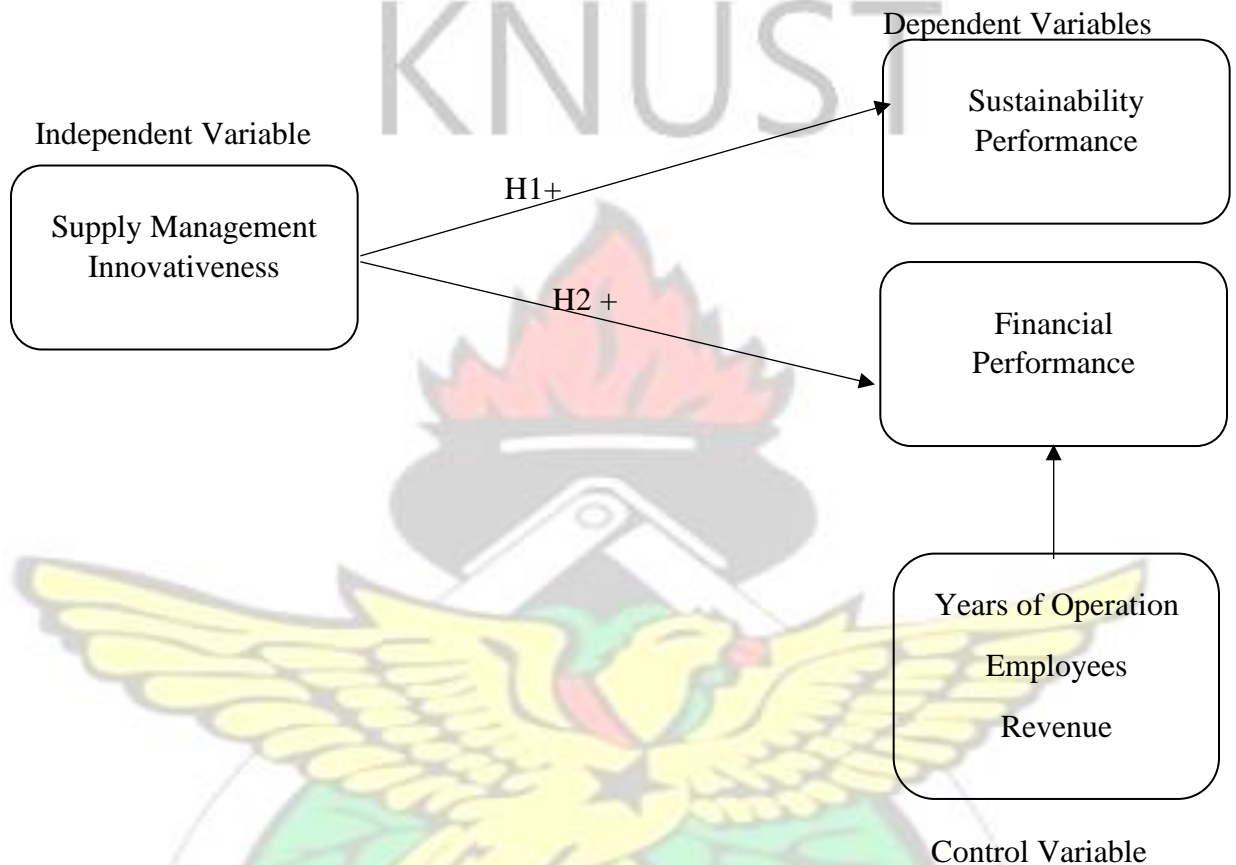 KNUST
Dependent Variables
Sustainability
Performance
Independent Variable
Supply Management
Innovativeness
H1+
H2 +
Financial
Performance
Years of Operation
Employees
Revenue
Control Variable